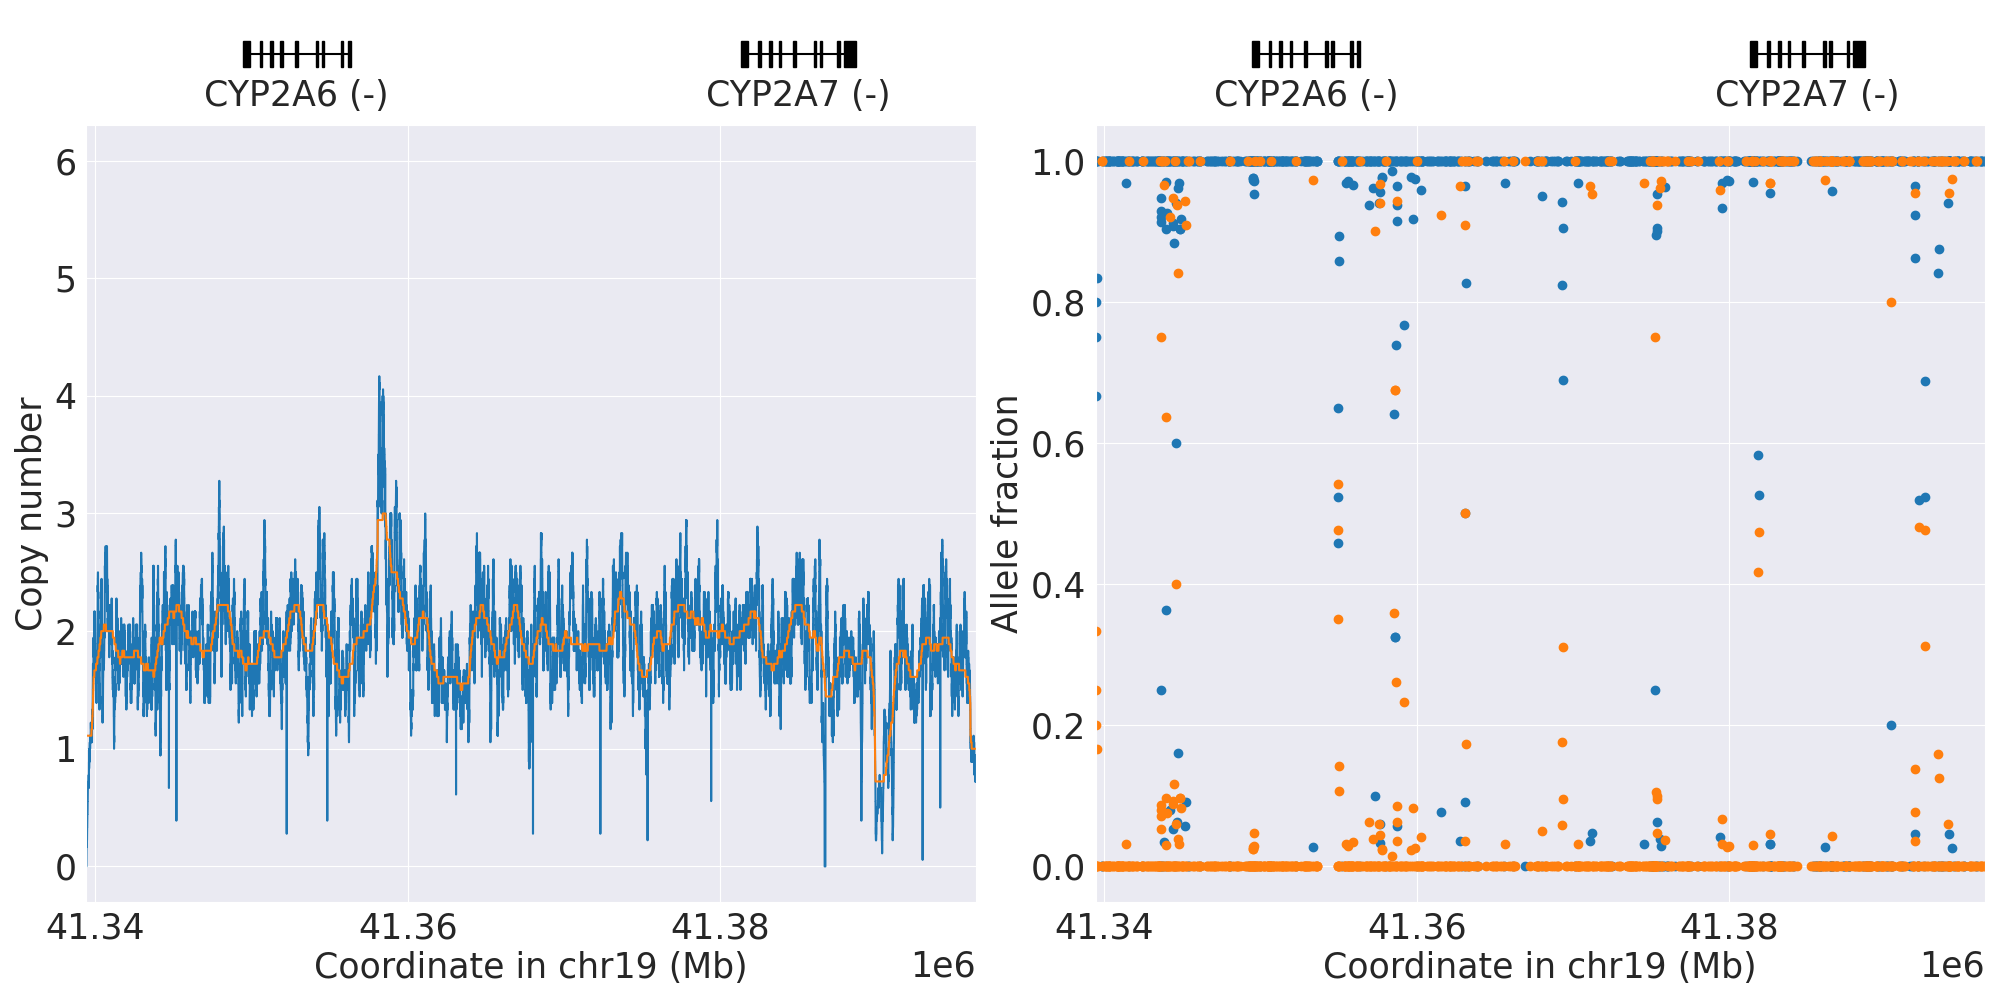 CYP2A6 (-)
CYP2A7 (-)
Copy number
6
5
4
3
2
1
0
41.34
41.36
41.38
Coordinate in chr19 (Mb)
1e6
CYP2A6 (-)
CYP2A7 (-)
Allele fraction
1.0
0.8
0.6
0.4
0.2
0.0
41.34
41.36
41.38
Coordinate in chr19 (Mb)
1e6